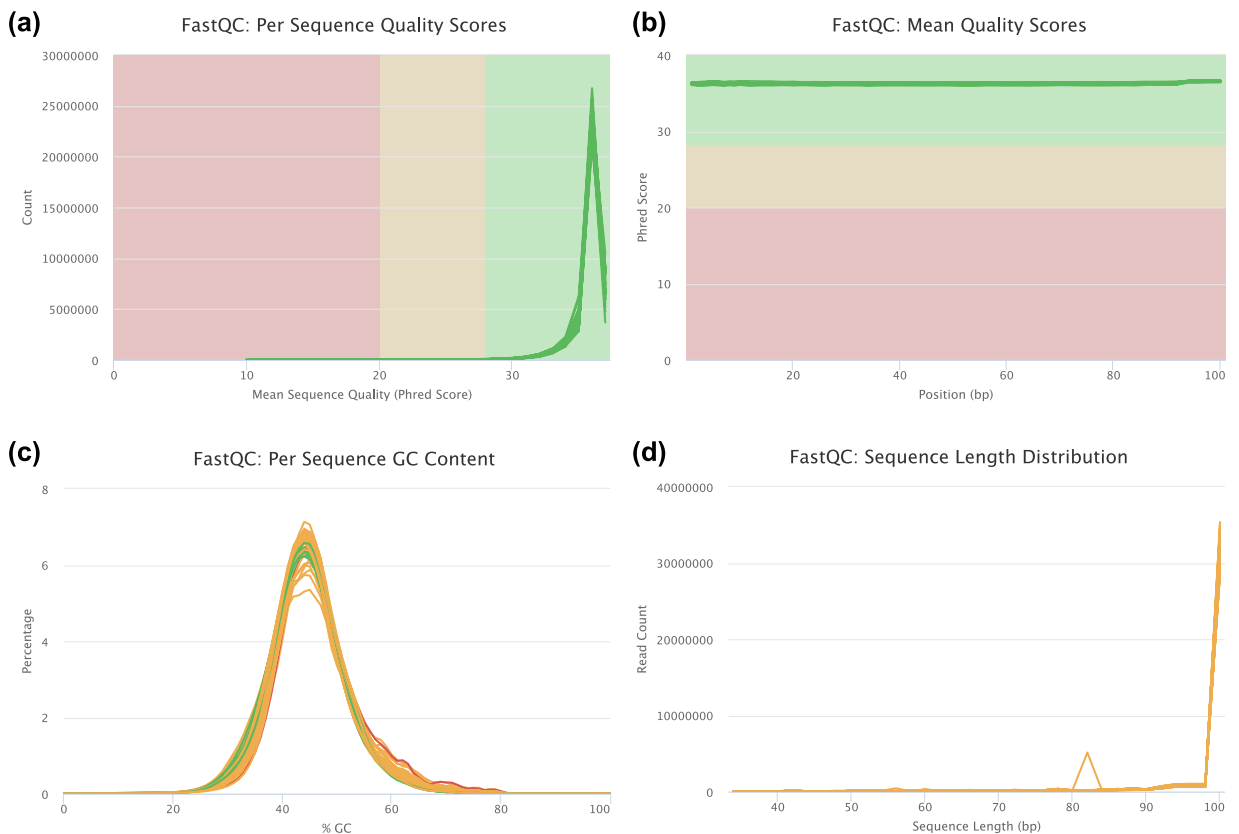 (a)
FastQC: Per Sequence Quality Scores
30000000
25000000
20000000
15000000
10000000
5000000
0
Count
0 10 20 30
Mean Sequence Quality (Phred Score)
(b)
FastQC: Mean Quality Scores
40
30
20
10
0
Phred Score
20 40 60 80 100
Position (bp)
(c)
FastQC: Per Sequence GC Content
8
6
4
2
0
Percentage
0 20 40 60 80 100
% GC
(d)
FastQC: Sequence Length Distribution
40000000
30000000
20000000
10000000
0
Read Count
40 50 60 70 80 90 100
Sequence Length (bp)